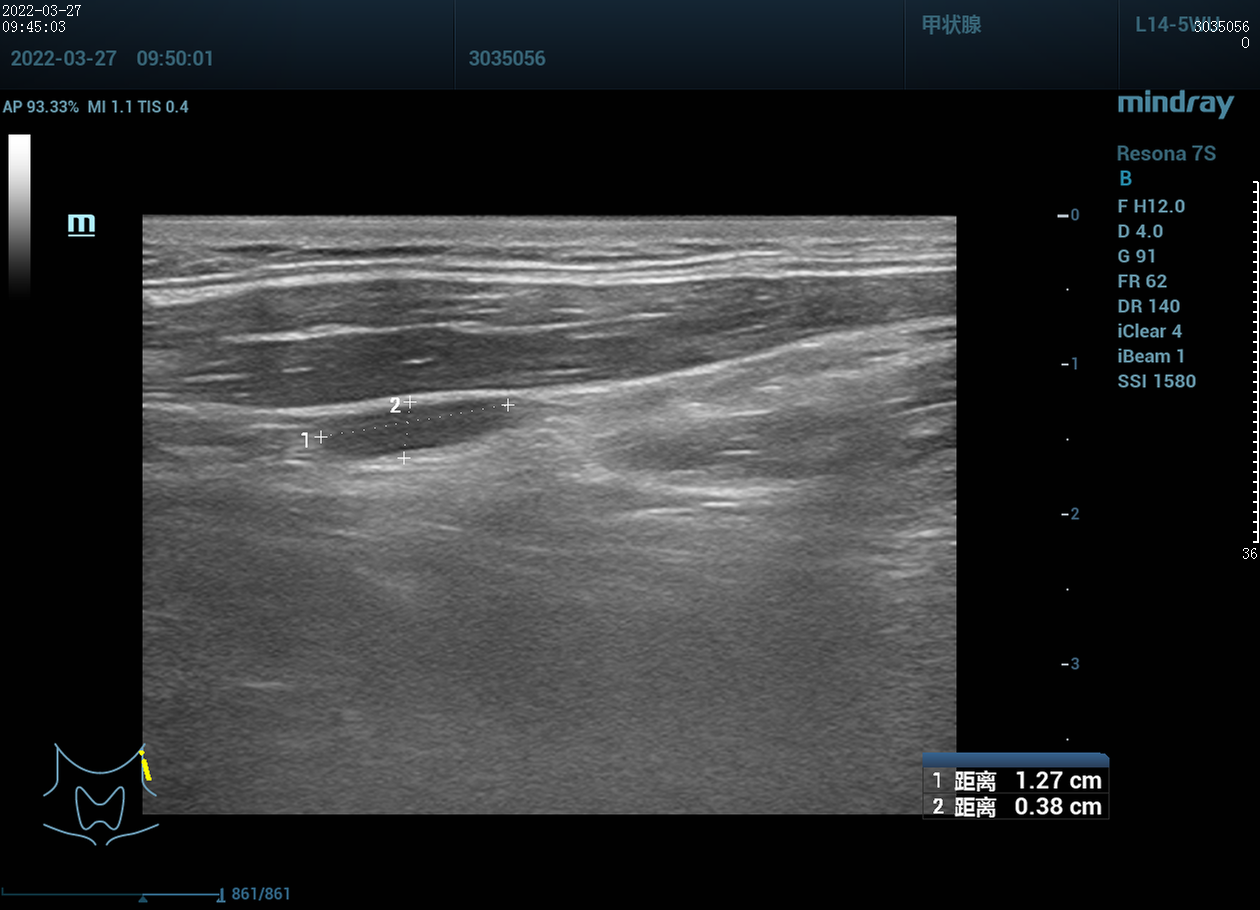 2022-03-27
09:45:03
2022-03-27 09:50:01
3035056
甲状腺
L14-5WU
3035056
0
AP 93.33% MI 1.1 TIS 0.4
mindray
Resona 7S
B
F H12.0
D 4.0
G 91
FR 62
DR 140
iClear 4
iBeam 1
SSI 1580
m
0
1
2
3
36
2
1
1 距离 1.27 cm
2 距离 0.38 cm
861/861